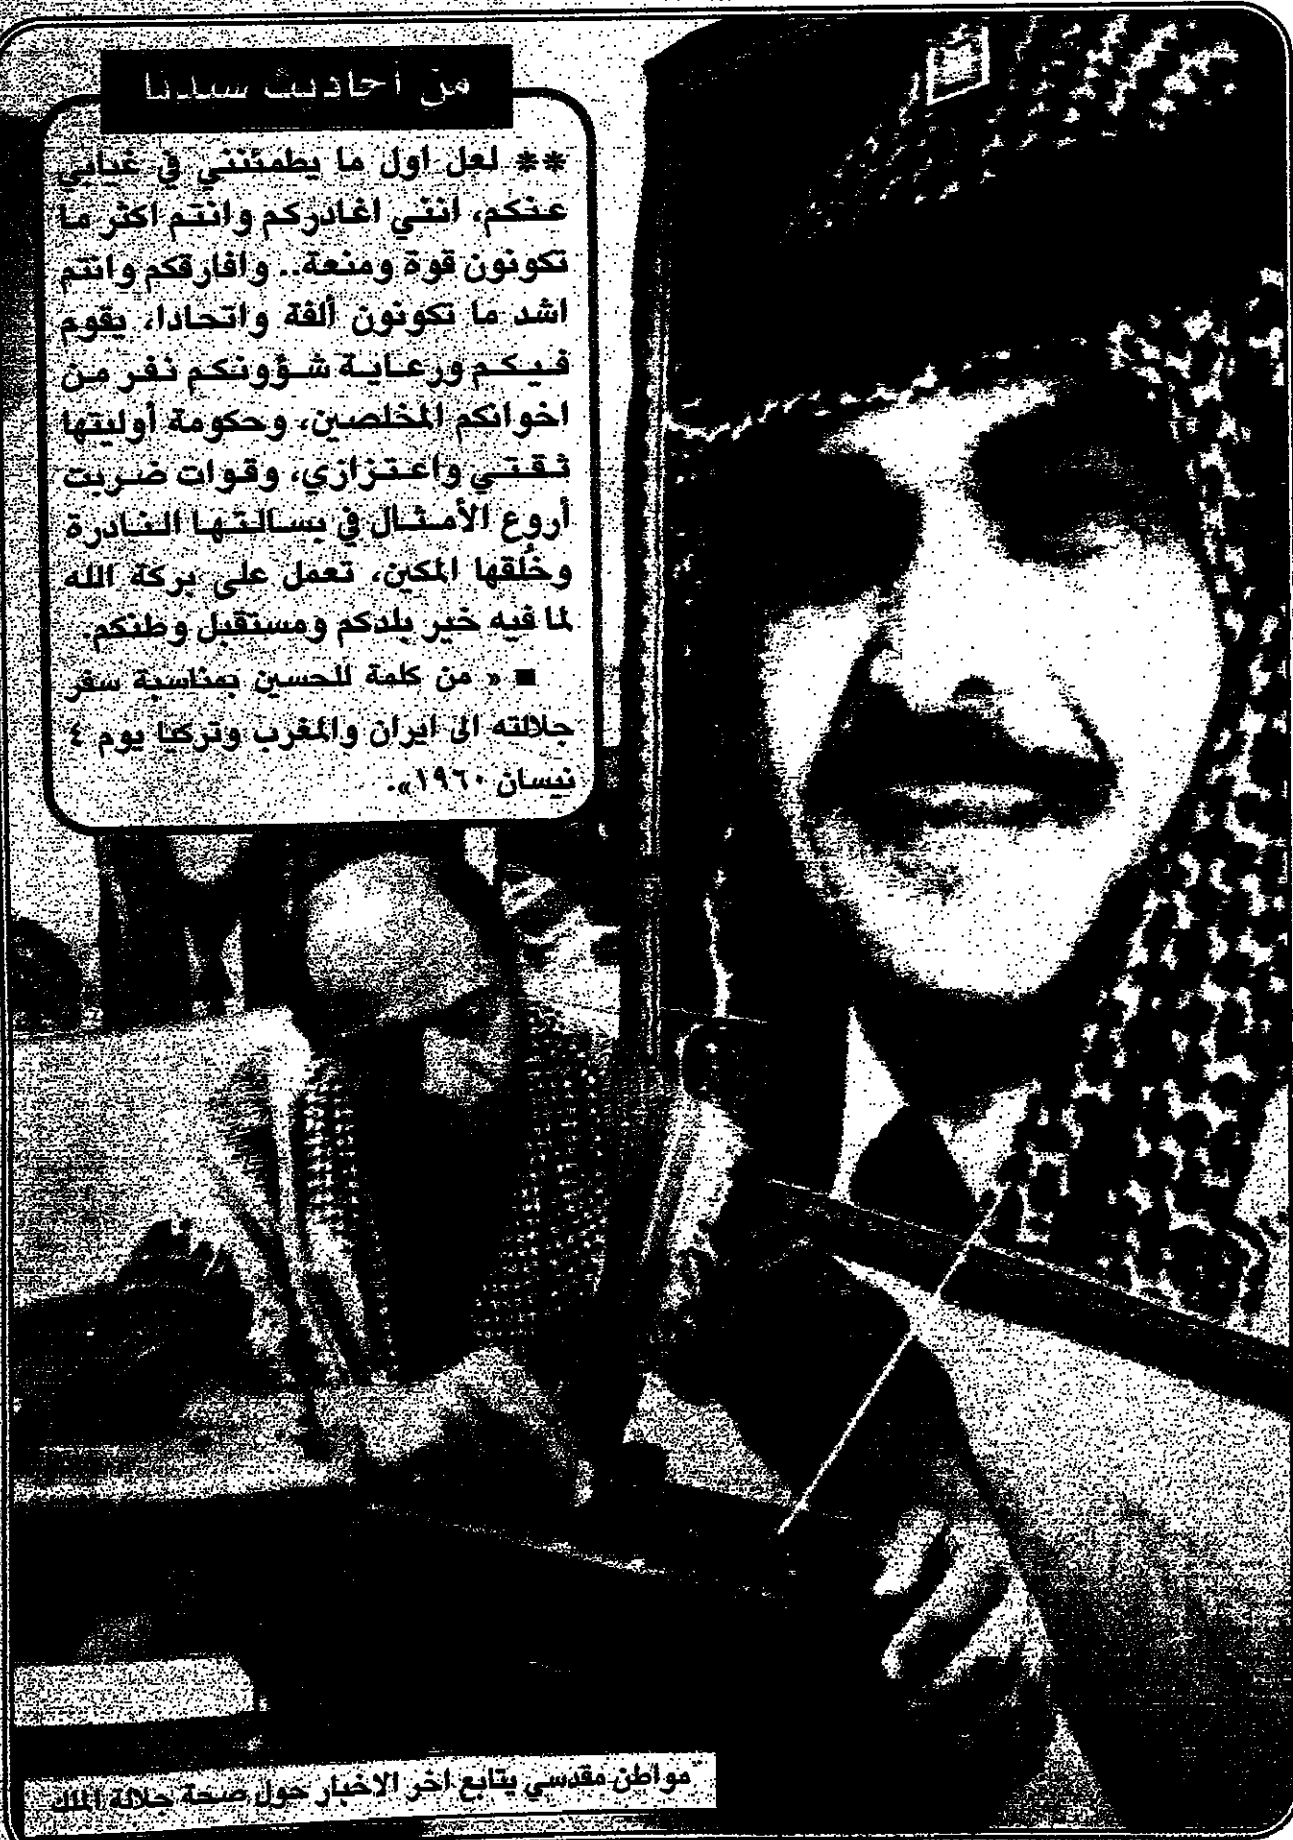 من أحاديث سيدنا
** لعل اول ما يطمئنني في غيابي
عنكم، انني اغادركم وانتم اكثر ما
تكونون قوة ومنعة.. وافارقكم وانتم
اشد ما تكونون ألفة واتحادا، يقوم
فيكم ورعاية شؤونكم نفر من
اخوانكم المخلصين، وحكومة أوليتها
ثقتي واعتزازي، وقوات ضربت
أروع الأمثال في بسالتها النادرة
وخُلقها المكين، تعمل على بركة الله
لما فيه خير بلدكم ومستقبل وطنكم.
■ « من كلمة للحسين بمناسبة سفر
جلالته الى ايران والمغرب وتركيا يوم ٤
نيسان ١٩٦٠».
مواطن مقدسي يتابع اخر الاخبار حول صحة جلالة الملك